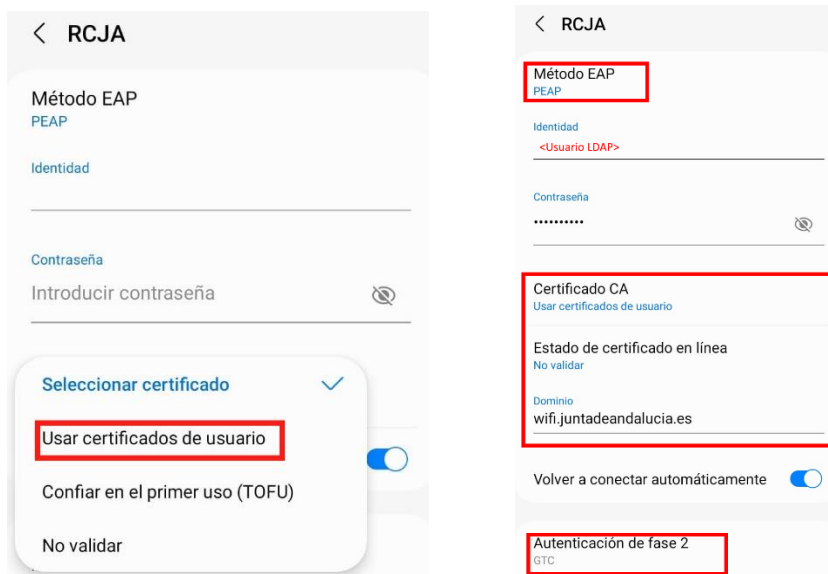 RCJA
Método EAP
PEAP
Identidad
Contraseña
Introducir contraseña
Seleccionar certificado
Usar certificados de usuario
Confiar en el primer uso (TOFU)
No validar
RCJA
Método EAP
PEAP
Identidad
<Usuario LDAP>
Contraseña
••••••••••
Certificado CA
Usar certificados de usuario
Estado de certificado en línea
No validar
Dominio
wifi.juntadeandalucia.es
Volver a conectar automáticamente
Autenticación de fase 2
GTC